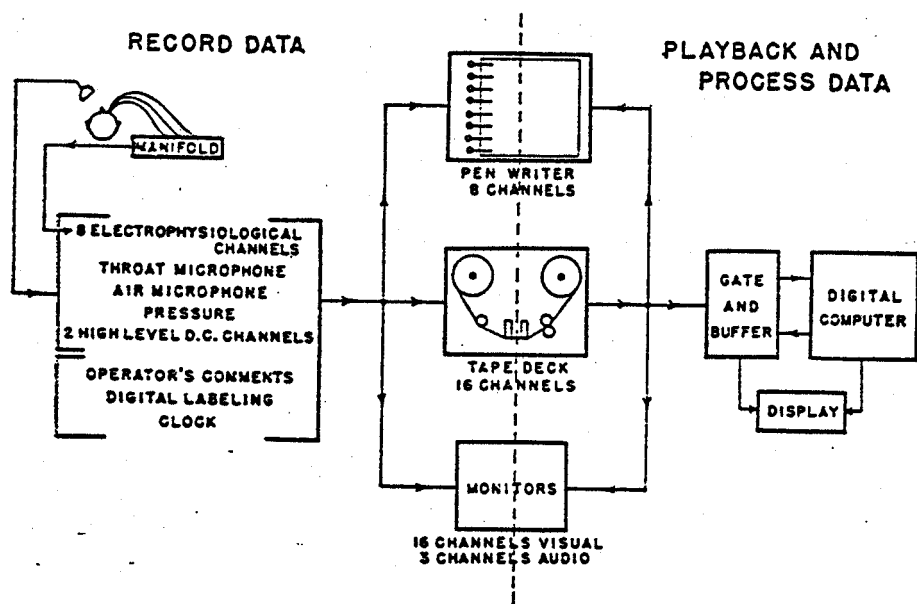 RECORD DATA
PLAYBACK AND
PROCESS DATA
MANIFOLD
8 ELECTROPHYSIOLOGICAL
CHANNELS
THROAT MICROPHONE
AIR MICROPHONE
PRESSURE
2 HIGH LEVEL D.C. CHANNELS
OPERATOR'S COMMENTS
DIGITAL LABELING
CLOCK
PEN WRITER
8 CHANNELS
TAPE DECK
16 CHANNELS
MONITORS
16 CHANNELS VISUAL
3 CHANNELS AUDIO
GATE
AND
BUFFER
DIGITAL
COMPUTER
DISPLAY